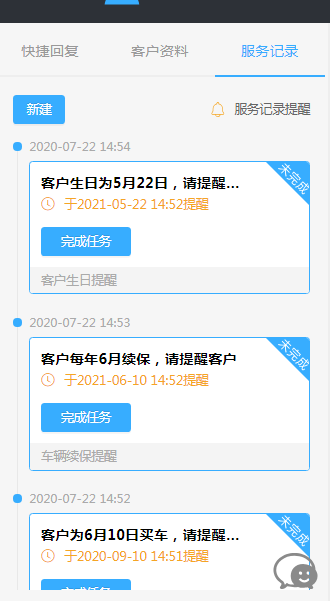 快捷回复 客户资料 服务记录
新建 服务记录提醒
2020-07-22 14:54
未完成
客户生日为5月22日，请提醒...
于2021-05-22 14:52提醒
完成任务
客户生日提醒
2020-07-22 14:53
未完成
客户每年6月续保，请提醒客户
于2021-06-10 14:52提醒
完成任务
车辆续保提醒
2020-07-22 14:52
未完成
客户为6月10日买车，请提醒...
于2020-09-10 14:51提醒
完成任务